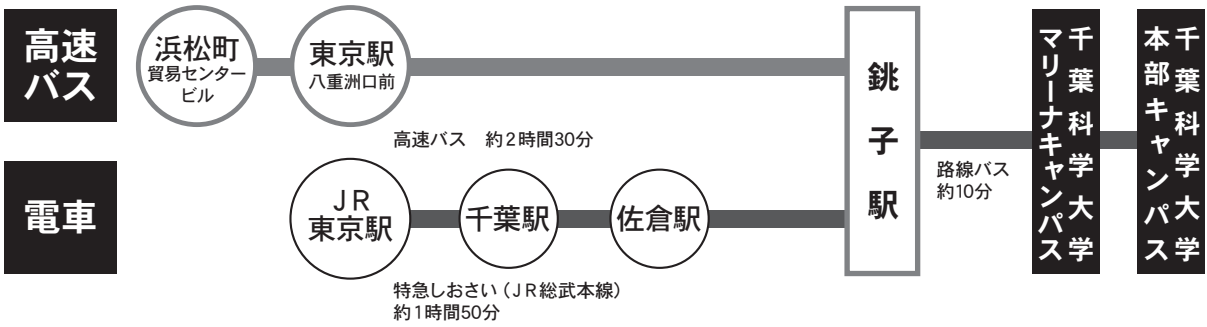 高速
バス
浜松町
貿易センター
ビル
東京駅
八重洲口前
高速バス 約2時間30分
電車
JR
東京駅
千葉駅
佐倉駅
特急しおさい(JR総武本線)
約1時間50分
銚子駅
路線バス
約10分
千葉科学大学
マリーナキャンパス
千葉科学大学
本部キャンパス